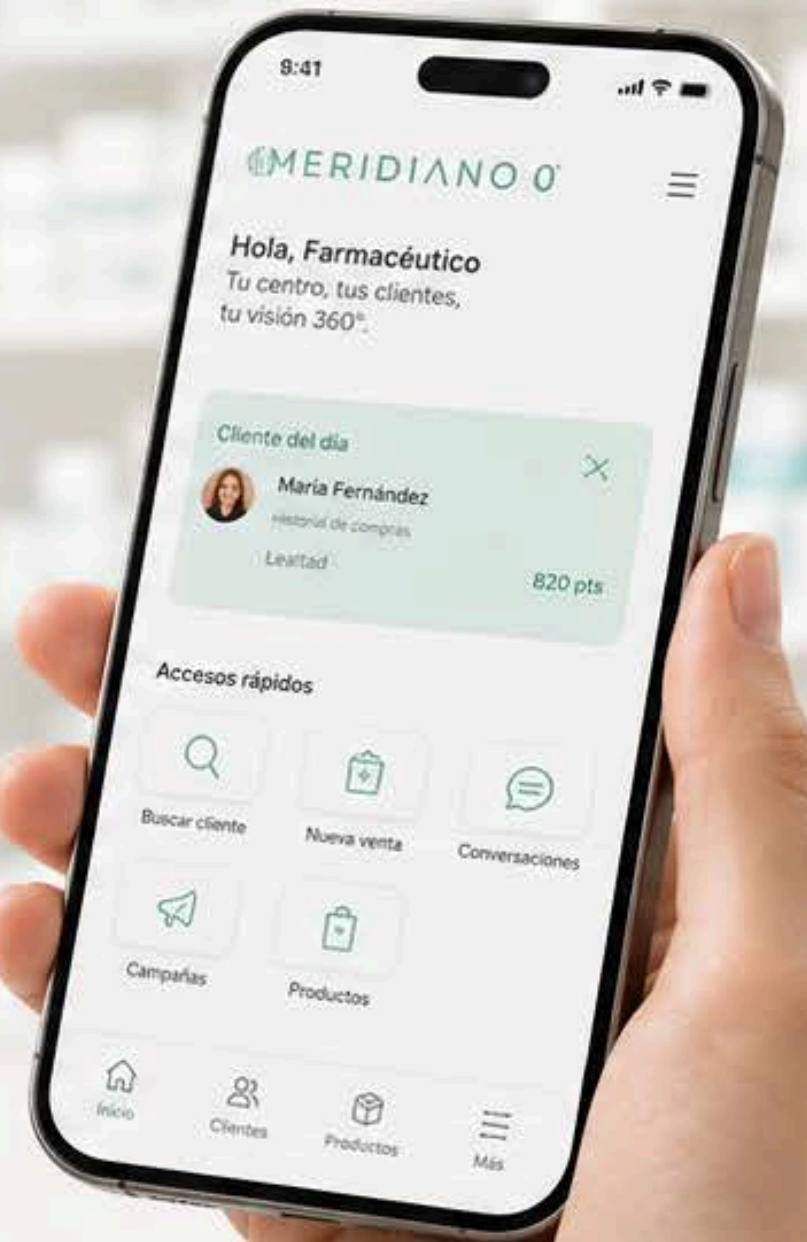 9:41
MERIDIANO 0°
Hola, Farmacéutico
Tu centro, tus clientes,
tu visión 360°.
Cliente del día
María Fernández
Historial de compras
Lealtad
820 pts
Accesos rápidos
Buscar cliente
Nueva venta
Conversaciones
Campañas
Productos
Inicio
Clientes
Productos
Más